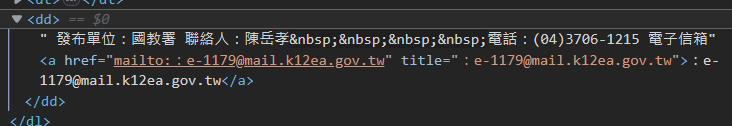 </ul>
<dd> == $0
" 發布單位：國教署 聯絡人：陳岳孝&nbsp;&nbsp;&nbsp;&nbsp;電話：(04)3706-1215 電子信箱"
<a href="mailto:：e-1179@mail.k12ea.gov.tw" title="：e-1179@mail.k12ea.gov.tw">：e-
1179@mail.k12ea.gov.tw</a>
</dd>
</dl>